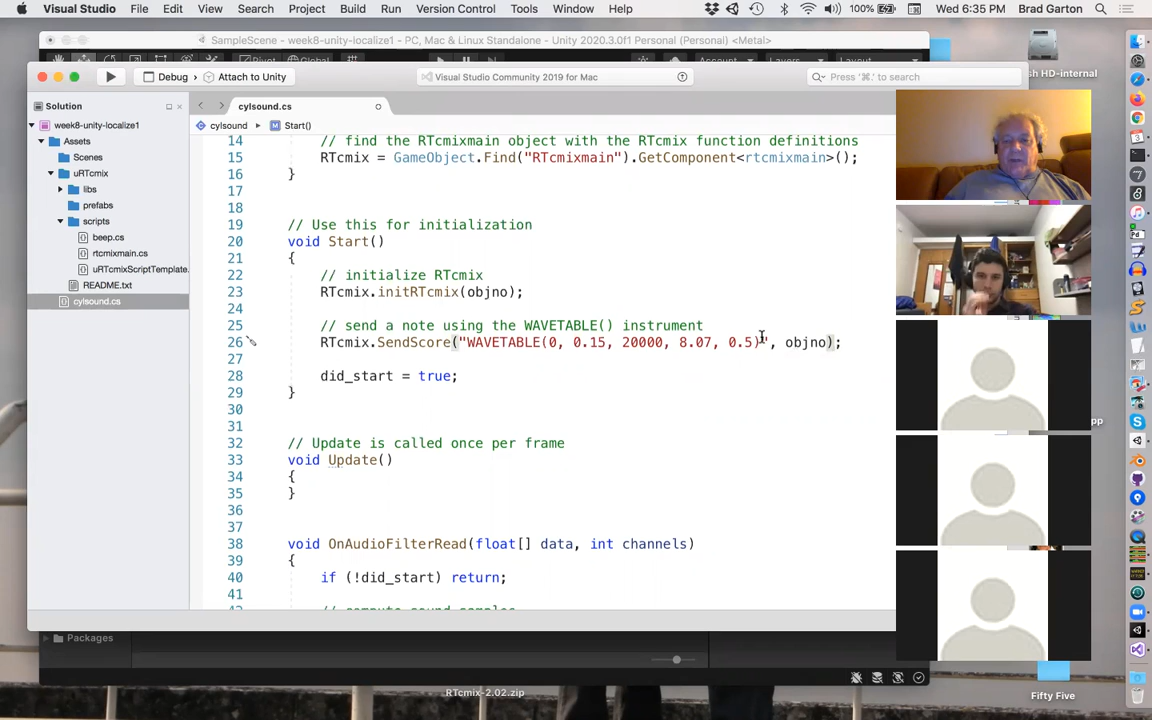 Visual Studio File Edit View Search Project Build Run Version Control Tools Window Help 100% Wed 6:35 PM Brad Garton
SampleScene - week8-unity-localize1 - PC, Mac & Linux Standalone - Unity 2020.3.0f1 Personal (Personal) <Metal>
Debug › Attach to Unity
Visual Studio Community 2019 for Mac
Press '⌘.' to search
Solution
week8-unity-localize1
Assets
Scenes
uRTcmix
libs
prefabs
scripts
beep.cs
rtcmixmain.cs
uRTcmixScriptTemplate.
README.txt
cylsound.cs
cylsound.cs
cylsound › Start()
14 // find the RTcmixmain object with the RTcmix function definitions
15 RTcmix = GameObject.Find("RTcmixmain").GetComponent<rtcmixmain>();
16 }
17
18
19 // Use this for initialization
20 void Start()
21 {
22 // initialize RTcmix
23 RTcmix.initRTcmix(objno);
24
25 // send a note using the WAVETABLE() instrument
26 RTcmix.SendScore("WAVETABLE(0, 0.15, 20000, 8.07, 0.5)", objno);
27
28 did_start = true;
29 }
30
31
32 // Update is called once per frame
33 void Update()
34 {
35 }
36
37
38 void OnAudioFilterRead(float[] data, int channels)
39 {
40 if (!did_start) return;
41
42 // compute sound samples
Packages
RTcmix-2.02.zip
sh HD-internal
pp
Fifty Five